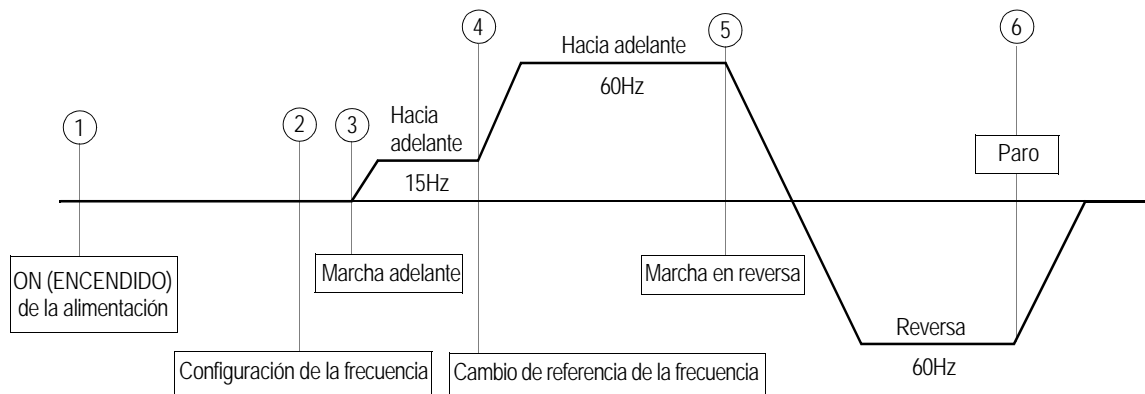 1
2
3
4
5
6
Hacia adelante
60Hz
Hacia
adelante
15Hz
Paro
ON (ENCENDIDO)
de la alimentación
Marcha adelante
Marcha en reversa
Reversa
60Hz
Configuración de la frecuencia
Cambio de referencia de la frecuencia